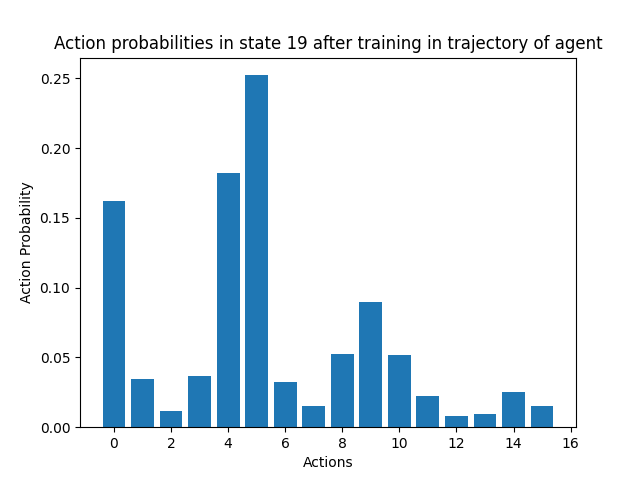 Action probabilities in state 19 after training in trajectory of agent
Action Probability
0.25
0.20
0.15
0.10
0.05
0.00
0 2 4 6 8 10 12 14 16
Actions